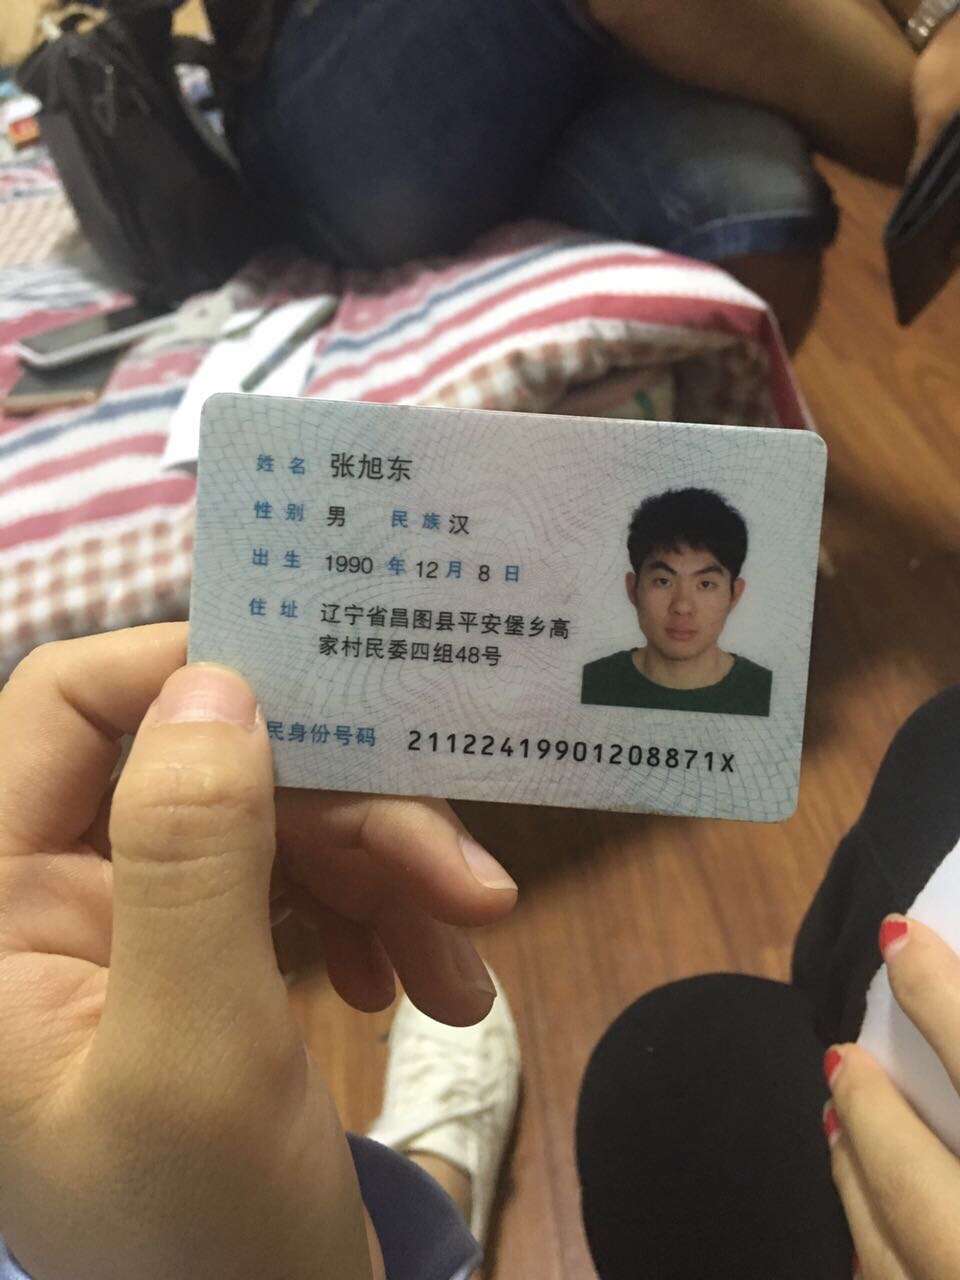 姓名 张旭东
性别 男 民族 汉
出生 1990 年 12 月 8 日
住址 辽宁省昌图县平安堡乡高
家村民委四组48号
民身份号码 21122419901208871X